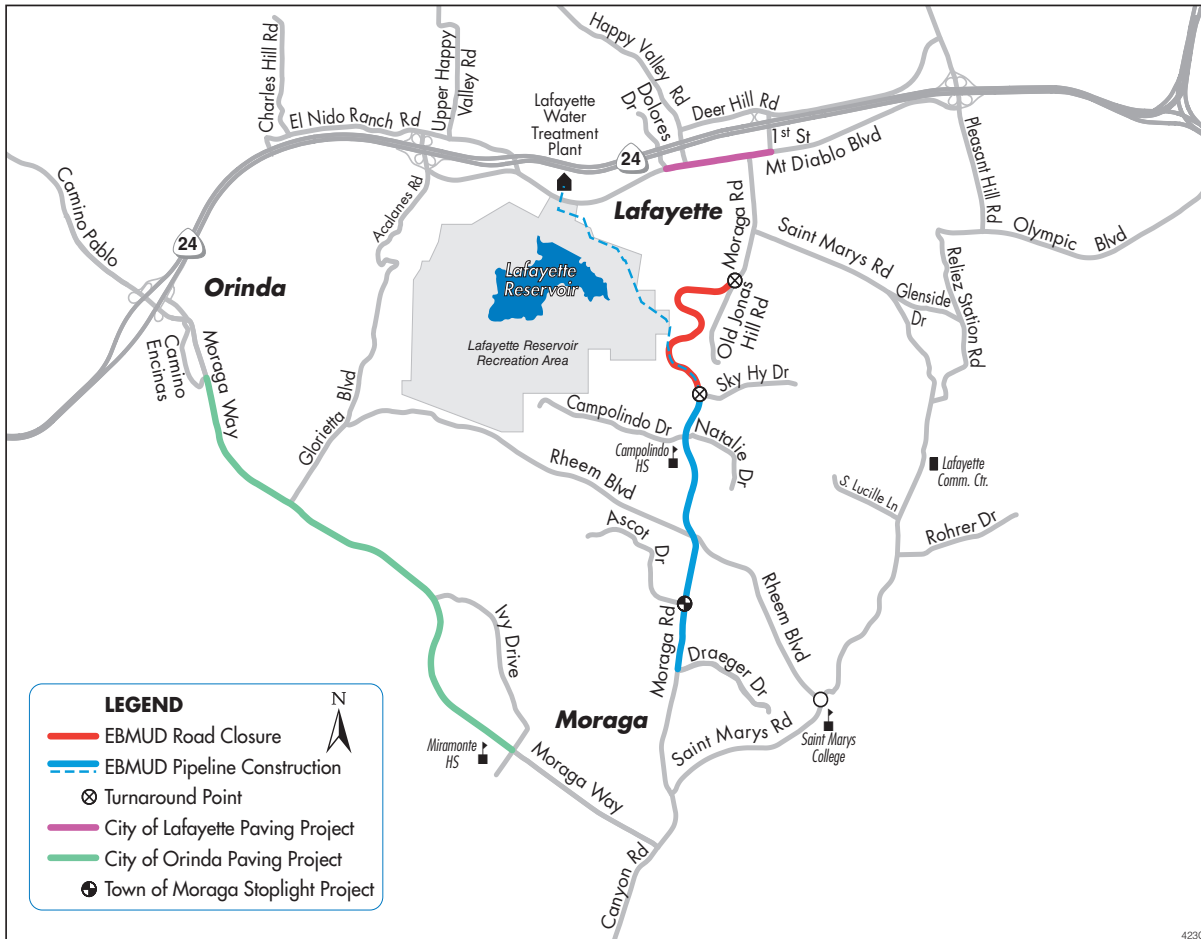 Charles Hill Rd
Upper Happy
Valley Rd
El Nido Ranch Rd
Happy Valley Rd
Dolores
Dr
Deer Hill Rd
1st St
Mt Diablo Blvd
Lafayette
Water
Treatment
Plant
24
Pleasant Hill Rd
Olympic Blvd
Camino Pablo
24
Acalanes Rd
Orinda
Lafayette
Moraga Rd
Saint Marys Rd
Glenside
Dr
Reliez Station Rd
Lafayette
Reservoir
Lafayette Reservoir
Recreation Area
Old Jonas
Hill Rd
Sky Hy Dr
Camino
Encinas
Moraga Way
Glorietta Blvd
Campolindo Dr
Natalie Dr
Campolindo
HS
Rheem Blvd
Lafayette
Comm. Ctr.
S. Lucille Ln
Rohrer Dr
Ascot Dr
Rheem Blvd
Ivy Drive
Moraga Rd
Draeger Dr
Moraga
Saint Marys Rd
Saint Marys
College
Miramonte
HS
Moraga Way
Canyon Rd
LEGEND
N
EBMUD Road Closure
EBMUD Pipeline Construction
Turnaround Point
City of Lafayette Paving Project
City of Orinda Paving Project
Town of Moraga Stoplight Project